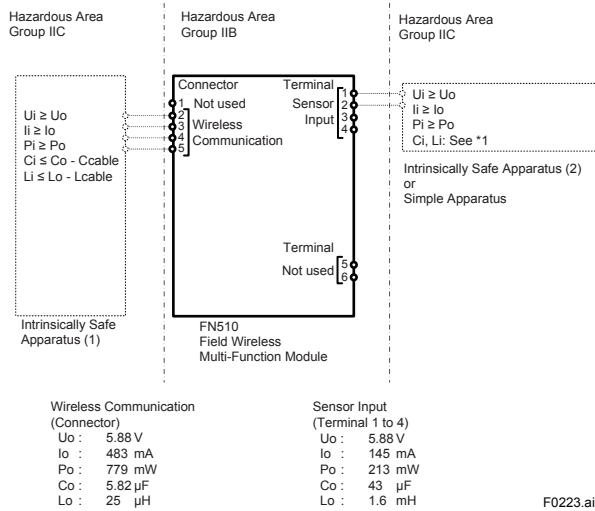 Hazardous Area
Group IIC
Hazardous Area
Group IIB
Hazardous Area
Group IIC
Ui ≥ Uo
Ii ≥ Io
Pi ≥ Po
Ci ≤ Co - Ccable
Li ≤ Lo - Lcable
Intrinsically Safe
Apparatus (1)
Connector
1 Not used
2
3 Wireless
4 Communication
5
Terminal
Sensor 1
2
Input 3
4
Terminal
Not used 5
6
FN510
Field Wireless
Multi-Function Module
Ui ≥ Uo
Ii ≥ Io
Pi ≥ Po
Ci, Li: See *1
Intrinsically Safe Apparatus (2)
or
Simple Apparatus
Wireless Communication
(Connector)
Uo : 5.88 V
Io : 483 mA
Po : 779 mW
Co : 5.82 µF
Lo : 25 µH
Sensor Input
(Terminal 1 to 4)
Uo : 5.88 V
Io : 145 mA
Po : 213 mW
Co : 43 µF
Lo : 1.6 mH
F0223.ai